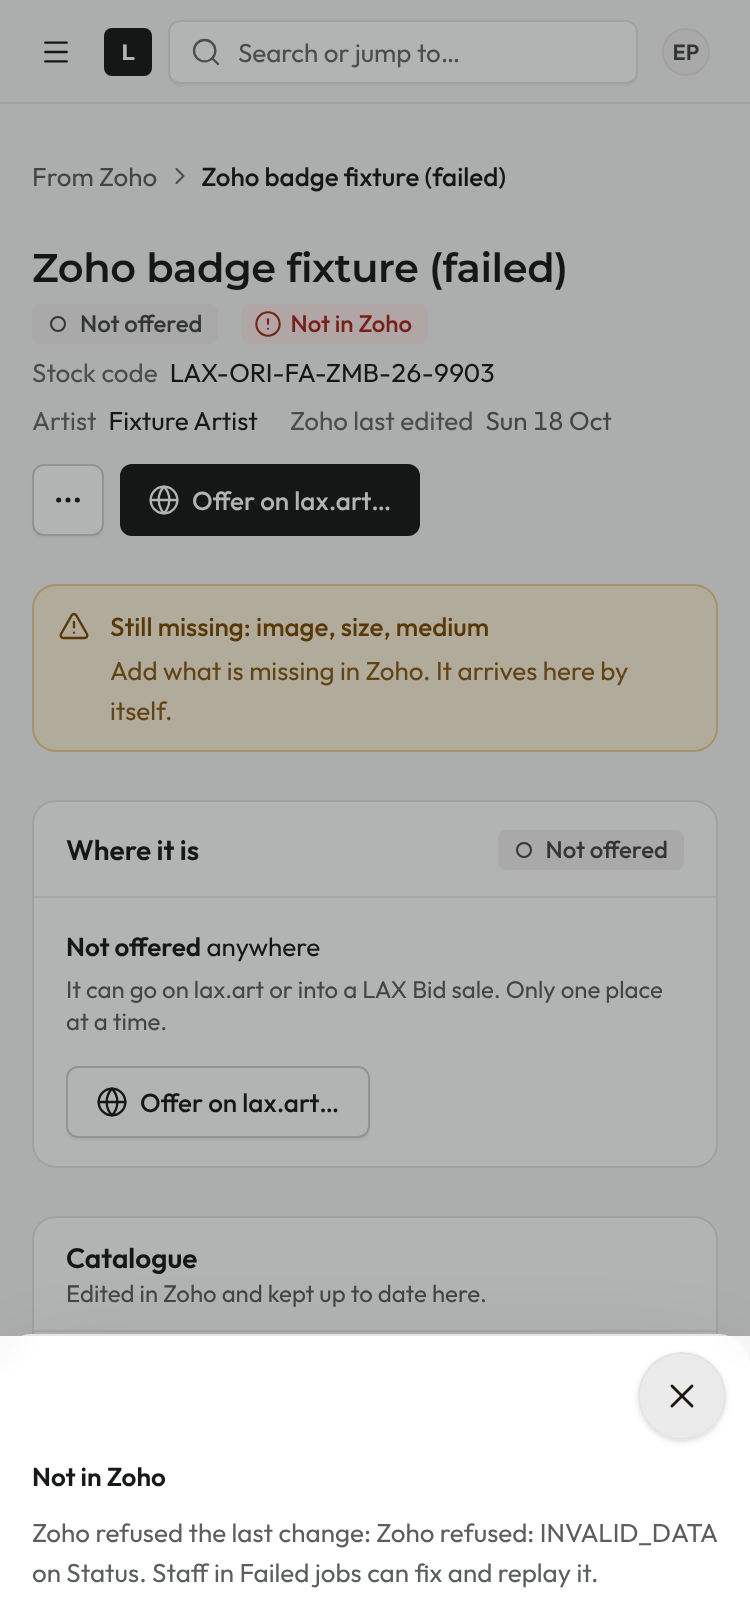 L
Search or jump to...
EP
From Zoho > Zoho badge fixture (failed)
Zoho badge fixture (failed)
Not offered
Not in Zoho
Stock code LAX-ORI-FA-ZMB-26-9903
Artist Fixture Artist Zoho last edited Sun 18 Oct
...
Offer on lax.art...
Still missing: image, size, medium
Add what is missing in Zoho. It arrives here by
itself.
Where it is
Not offered
Not offered anywhere
It can go on lax.art or into a LAX Bid sale. Only one place
at a time.
Offer on lax.art...
Catalogue
Edited in Zoho and kept up to date here.
Not in Zoho
Zoho refused the last change: Zoho refused: INVALID_DATA
on Status. Staff in Failed jobs can fix and replay it.